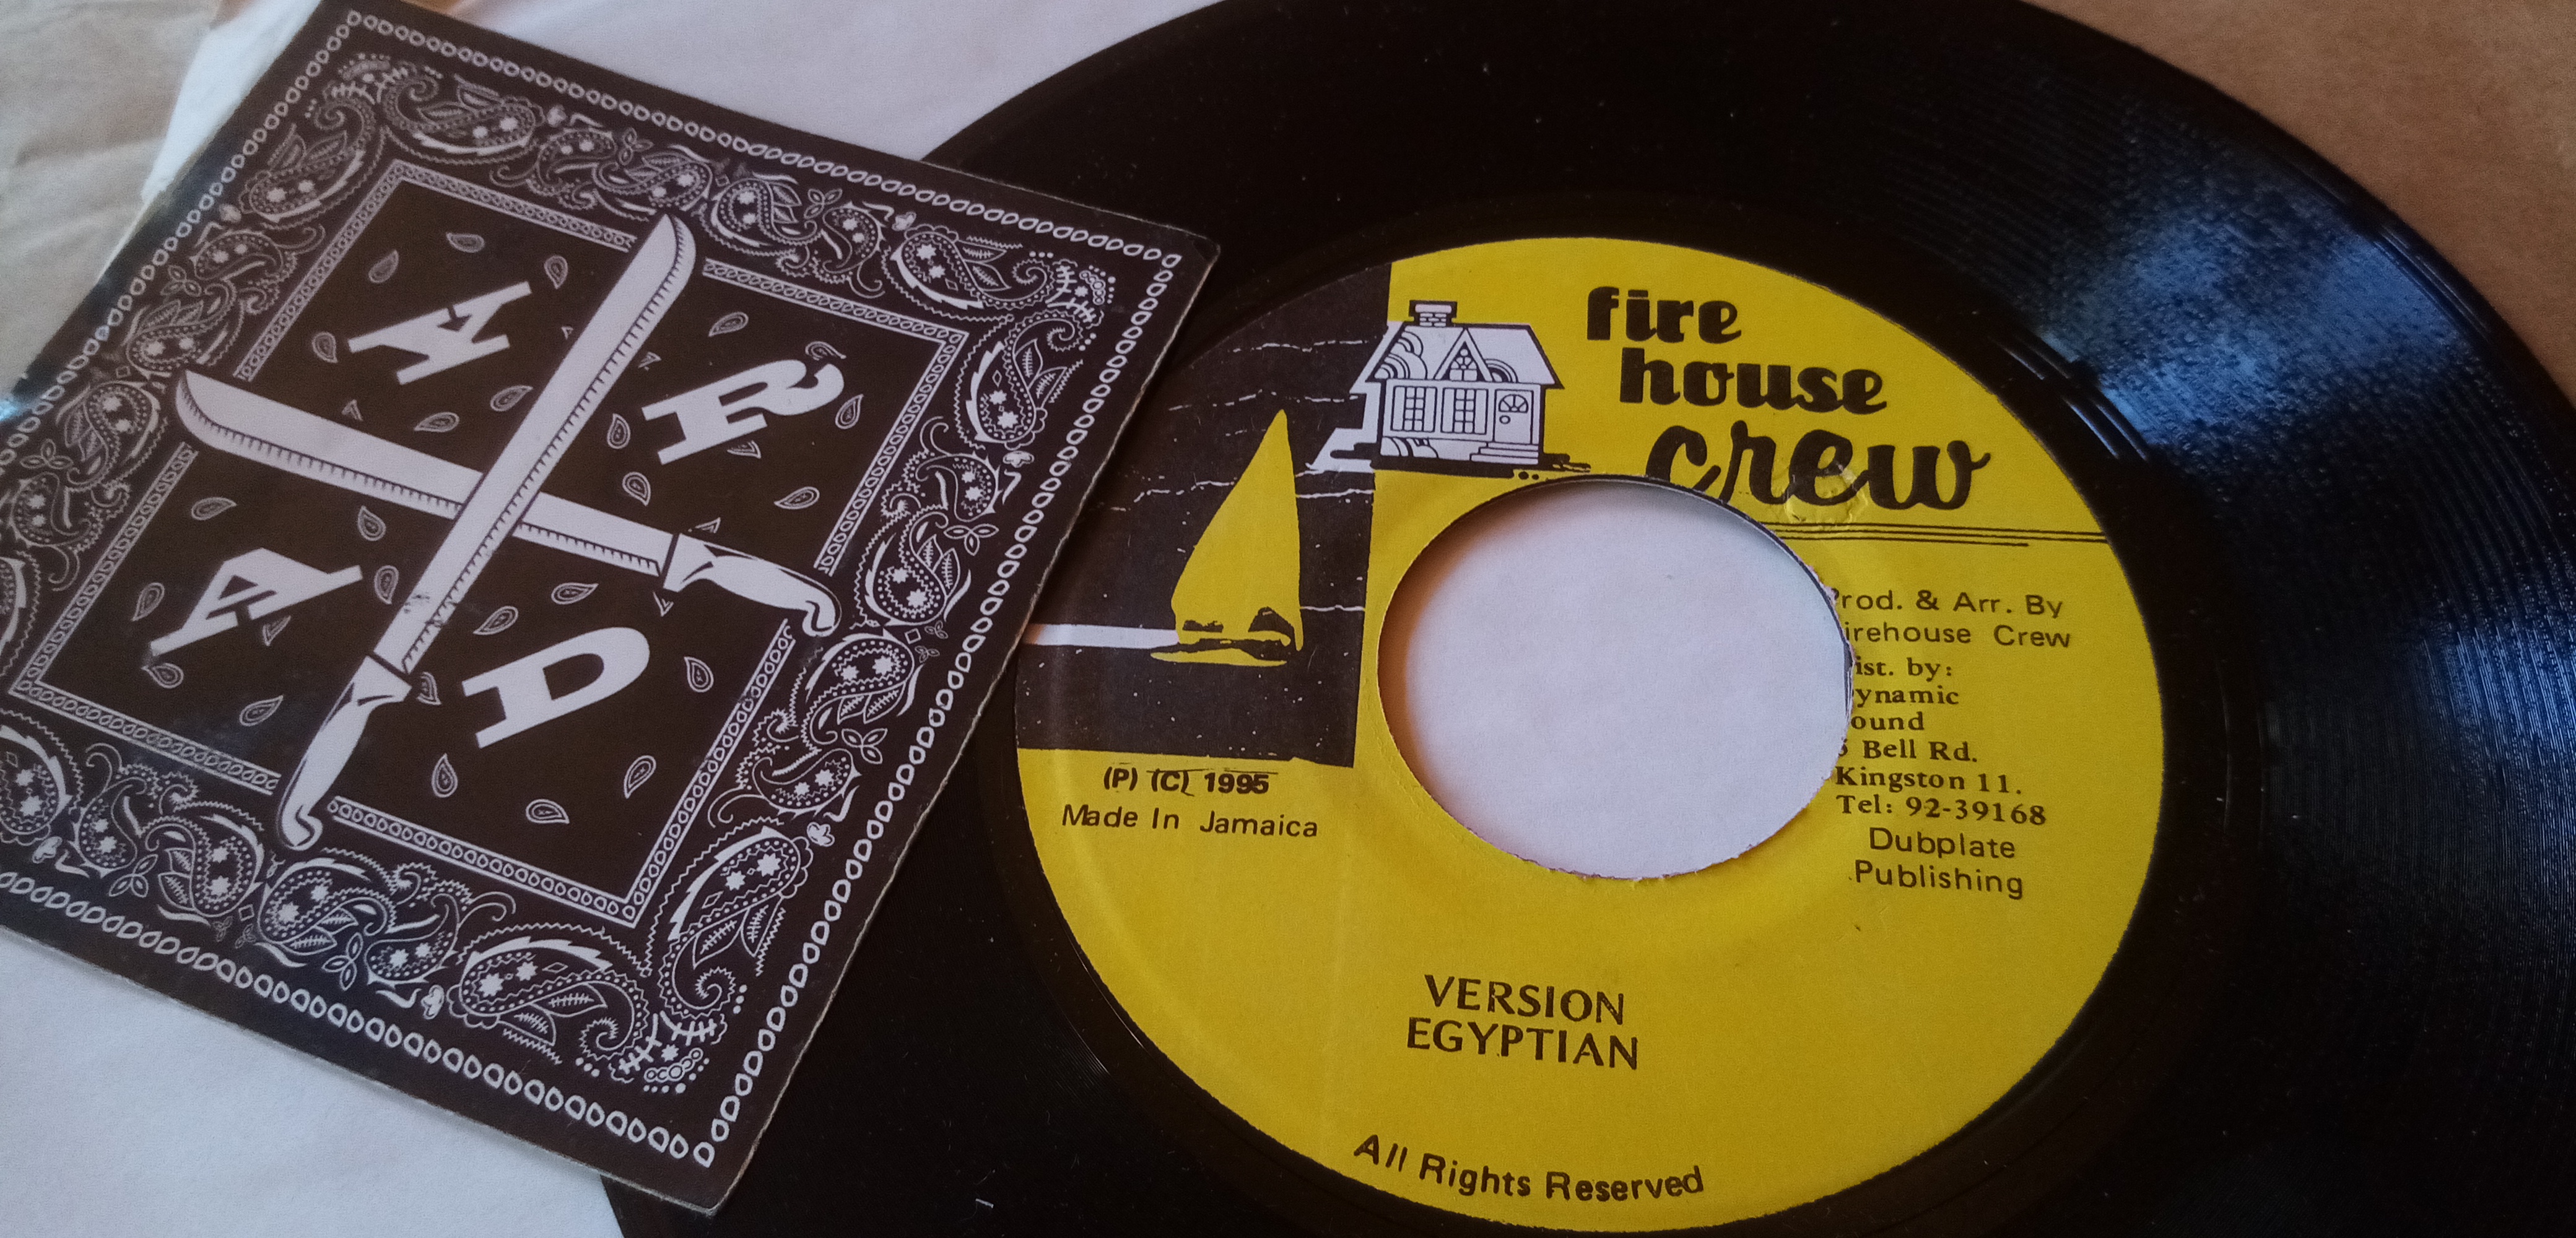 A R
A D
fire
house
crew
rod. & Arr. By
irehouse Crew
ist. by:
ynamic
ound
Bell Rd.
Kingston 11.
Tel: 92-39168
Dubplate
Publishing
(P) (C) 1995
Made In Jamaica
VERSION
EGYPTIAN
All Rights Reserved